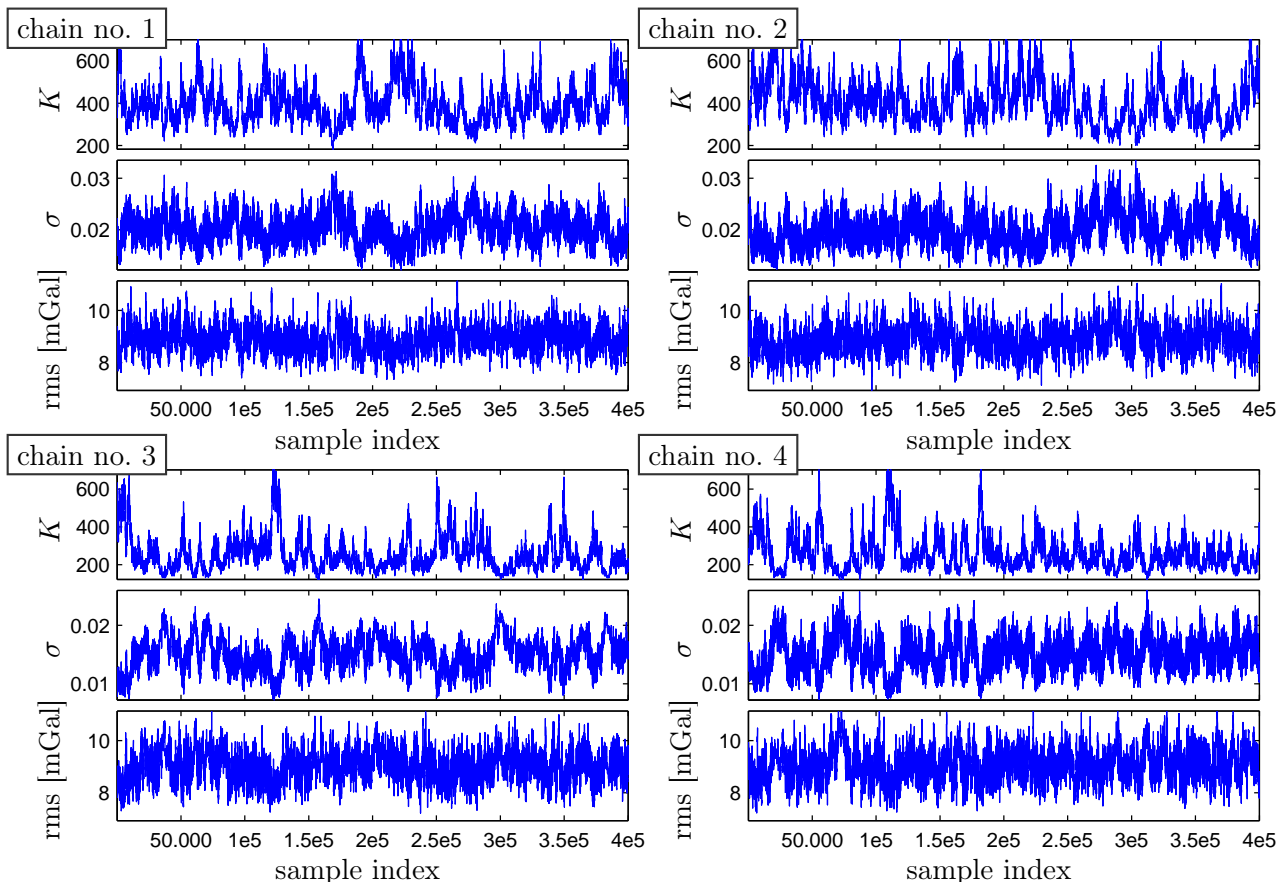 chain no. 1
600
400
200
K
0.03
0.02
σ
10
8
rms [mGal]
50.000 1e5 1.5e5 2e5 2.5e5 3e5 3.5e5 4e5
sample index
chain no. 2
600
400
200
K
0.03
0.02
σ
10
8
rms [mGal]
50.000 1e5 1.5e5 2e5 2.5e5 3e5 3.5e5 4e5
sample index
chain no. 3
600
400
200
K
0.02
0.01
σ
10
8
rms [mGal]
50.000 1e5 1.5e5 2e5 2.5e5 3e5 3.5e5 4e5
sample index
chain no. 4
600
400
200
K
0.02
0.01
σ
10
8
rms [mGal]
50.000 1e5 1.5e5 2e5 2.5e5 3e5 3.5e5 4e5
sample index